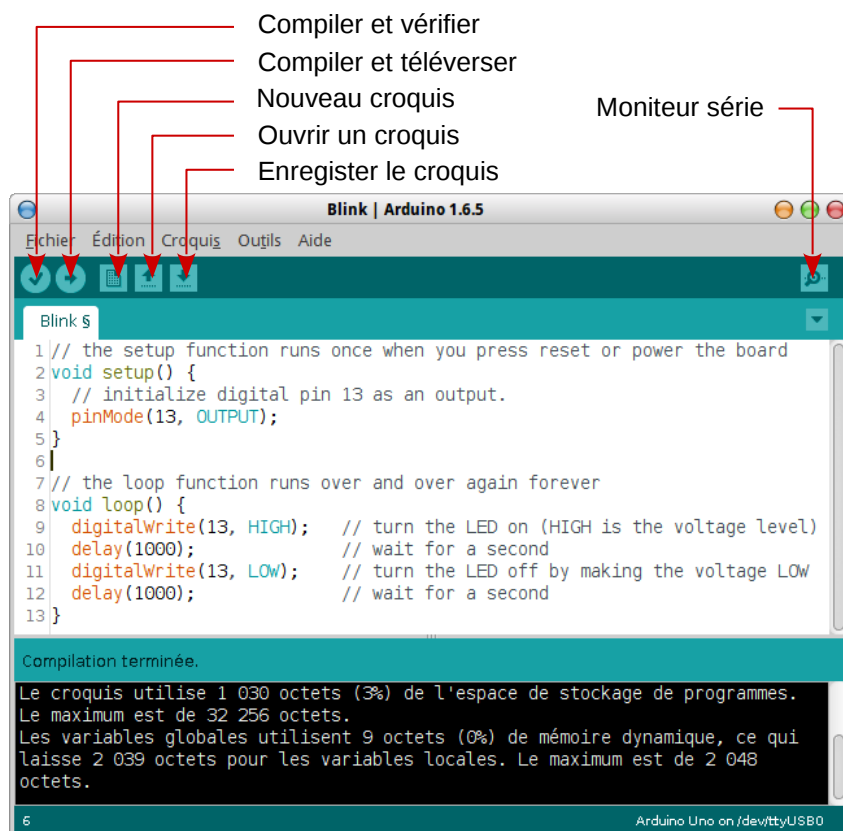 Compiler et vérifier
Compiler et téléverser
Nouveau croquis
Ouvrir un croquis
Enregister le croquis
Moniteur série
Blink | Arduino 1.6.5
Fichier Édition Croquis Outils Aide
Blink §
1 // the setup function runs once when you press reset or power the board
2 void setup() {
3 // initialize digital pin 13 as an output.
4 pinMode(13, OUTPUT);
5 }
6
7 // the loop function runs over and over again forever
8 void loop() {
9 digitalWrite(13, HIGH); // turn the LED on (HIGH is the voltage level)
10 delay(1000); // wait for a second
11 digitalWrite(13, LOW); // turn the LED off by making the voltage LOW
12 delay(1000); // wait for a second
13 }
Compilation terminée.
Le croquis utilise 1 030 octets (3%) de l'espace de stockage de programmes.
Le maximum est de 32 256 octets.
Les variables globales utilisent 9 octets (0%) de mémoire dynamique, ce qui
laisse 2 039 octets pour les variables locales. Le maximum est de 2 048
octets.
6 Arduino Uno on /dev/ttyUSB0